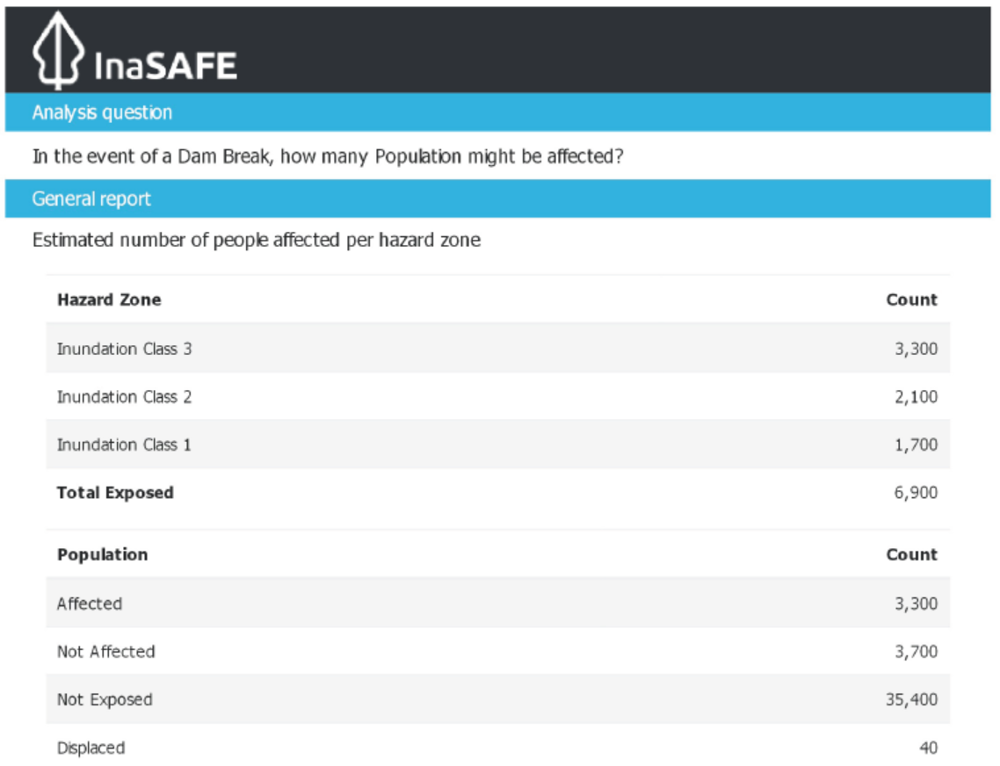 InaSAFE
Analysis question
In the event of a Dam Break, how many Population might be affected?
General report
Estimated number of people affected per hazard zone
Hazard Zone Count
Inundation Class 3 3,300
Inundation Class 2 2,100
Inundation Class 1 1,700
Total Exposed 6,900
Population Count
Affected 3,300
Not Affected 3,700
Not Exposed 35,400
Displaced 40